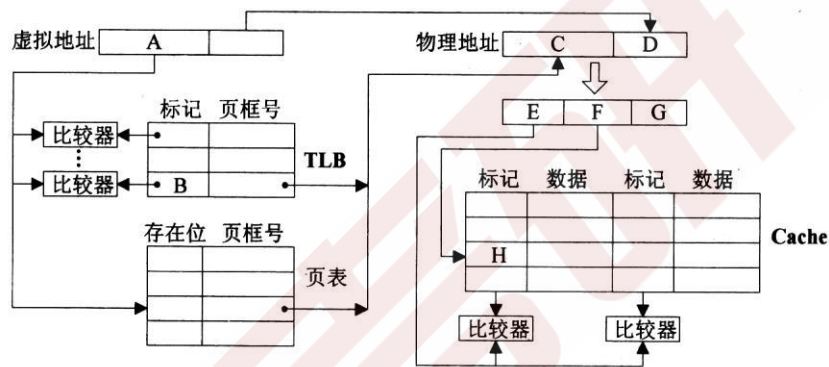 虚拟地址 A 物理地址 C D
E F G
标记 页框号
比较器
比较器 B
TLB
标记 数据 标记 数据
H
Cache
存在位 页框号
页表
比较器 比较器